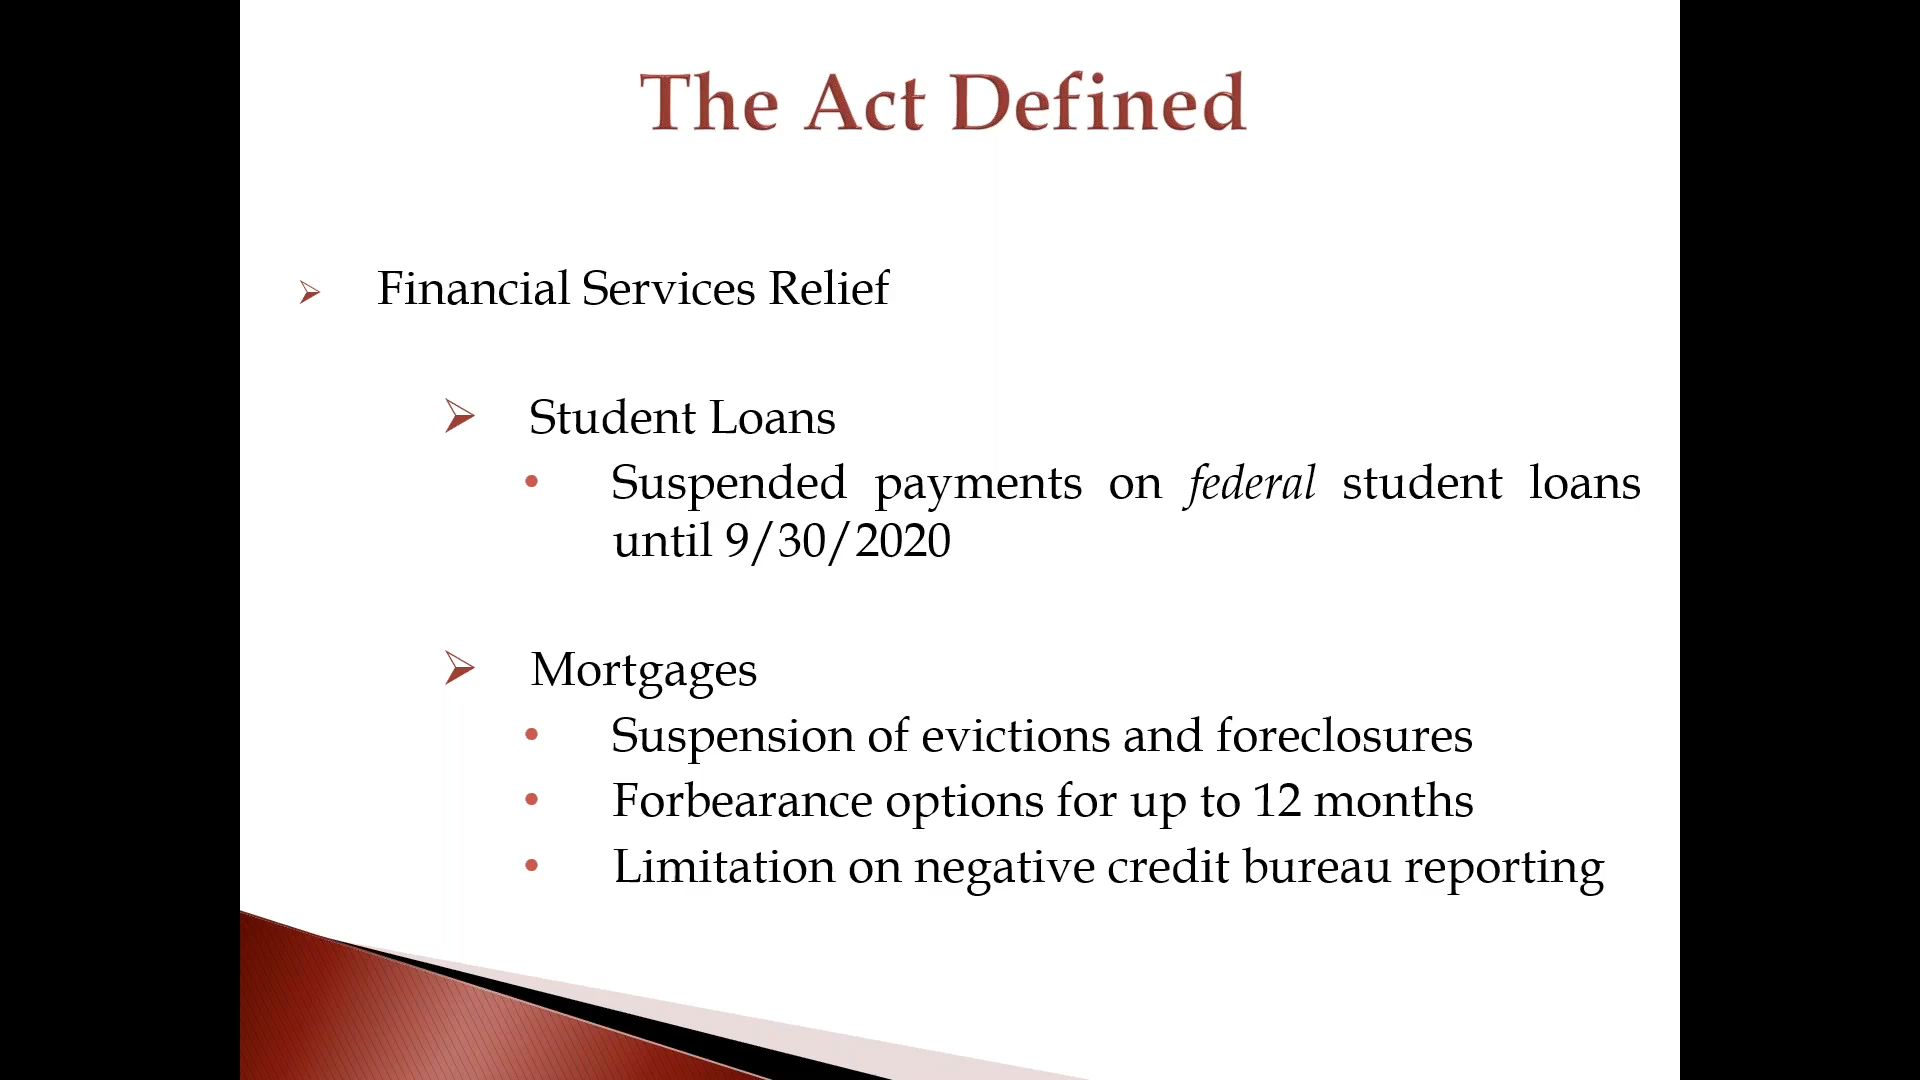 The Act Defined
Financial Services Relief
Student Loans
Suspended payments on federal student loans
until 9/30/2020
Mortgages
Suspension of evictions and foreclosures
Forbearance options for up to 12 months
Limitation on negative credit bureau reporting